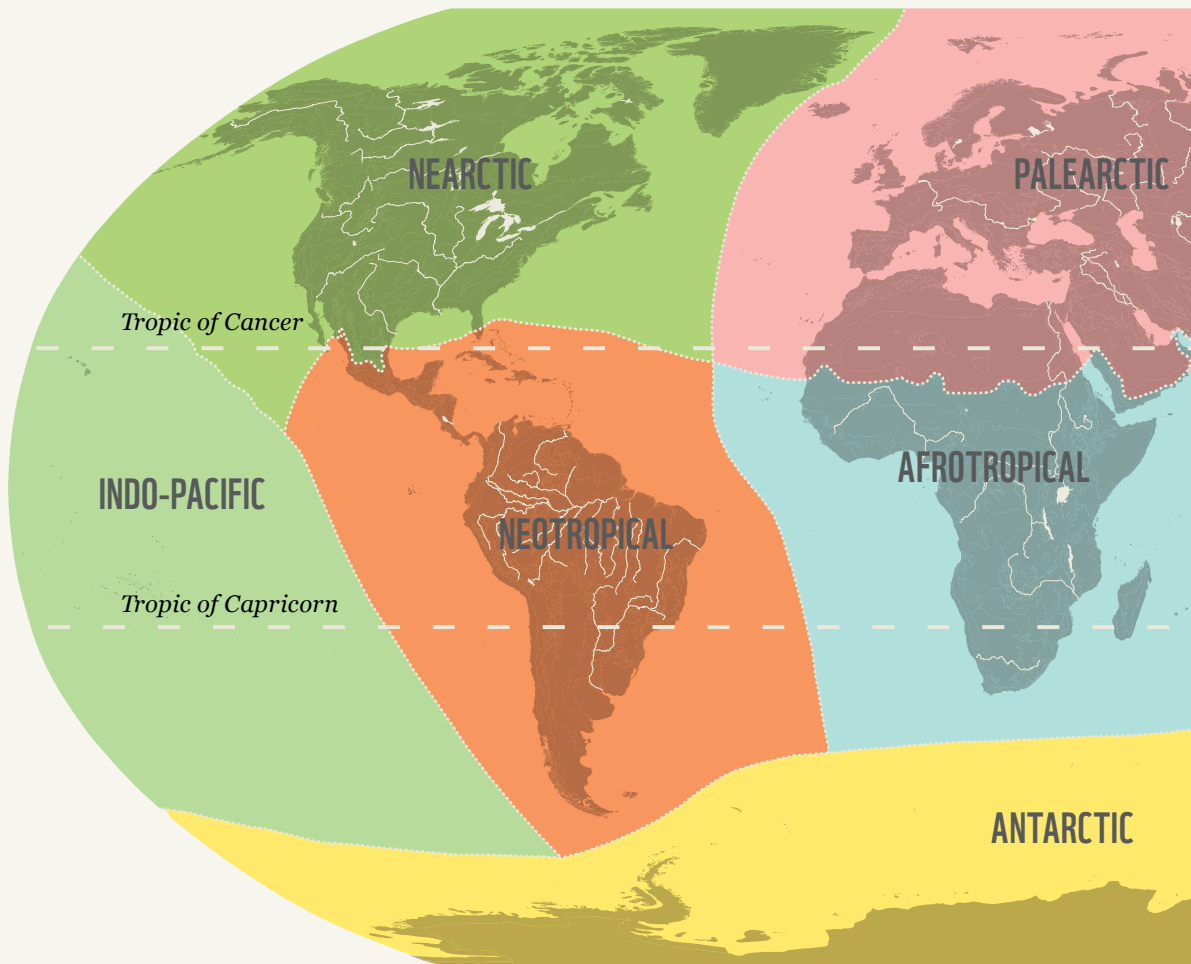 NEARCTIC
PALEARCTIC
Tropic of Cancer
AFROTROPICAL
INDO-PACIFIC
NEOTROPICAL
Tropic of Capricorn
ANTARCTIC